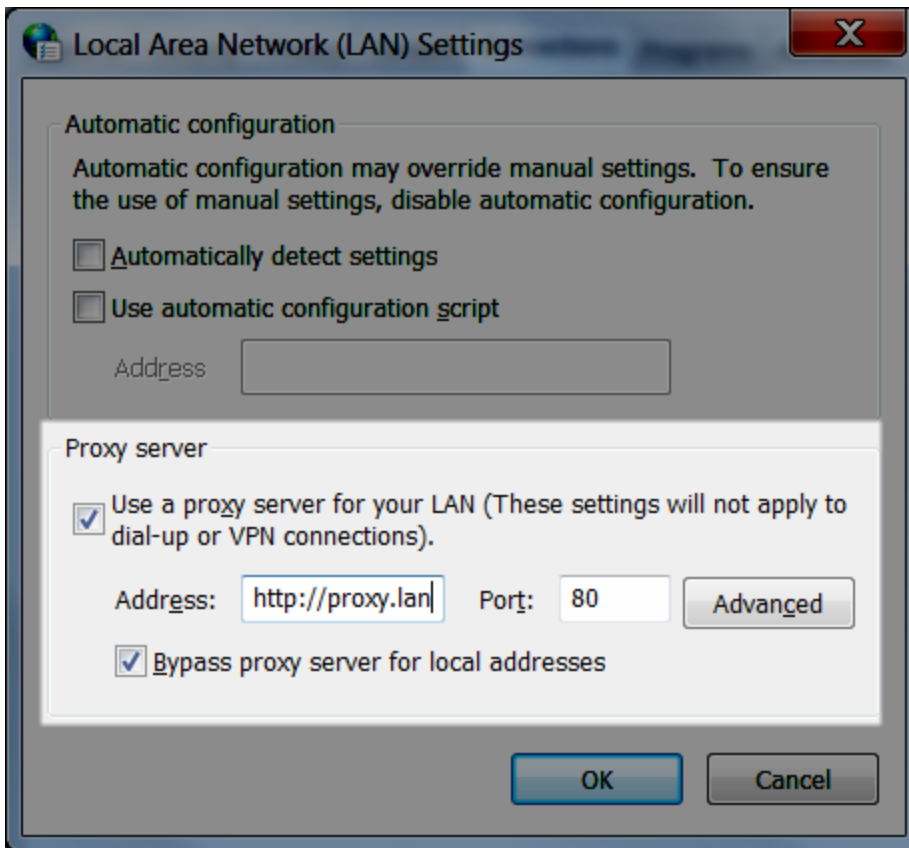 Local Area Network (LAN) Settings
Automatic configuration
Automatic configuration may override manual settings. To ensure
the use of manual settings, disable automatic configuration.
Automatically detect settings
Use automatic configuration script
Address
Proxy server
Use a proxy server for your LAN (These settings will not apply to
dial-up or VPN connections).
Address: http://proxy.lan Port: 80 Advanced
Bypass proxy server for local addresses
OK Cancel